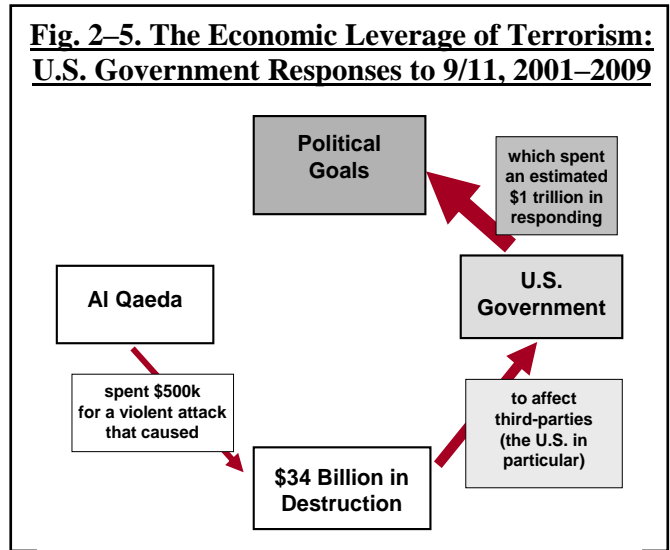 Fig. 2–5. The Economic Leverage of Terrorism:
U.S. Government Responses to 9/11, 2001–2009
Political
Goals
which spent
an estimated
$1 trillion in
responding
Al Qaeda
U.S.
Government
spent $500k
for a violent attack
that caused
to affect
third-parties
(the U.S. in
particular)
$34 Billion in
Destruction